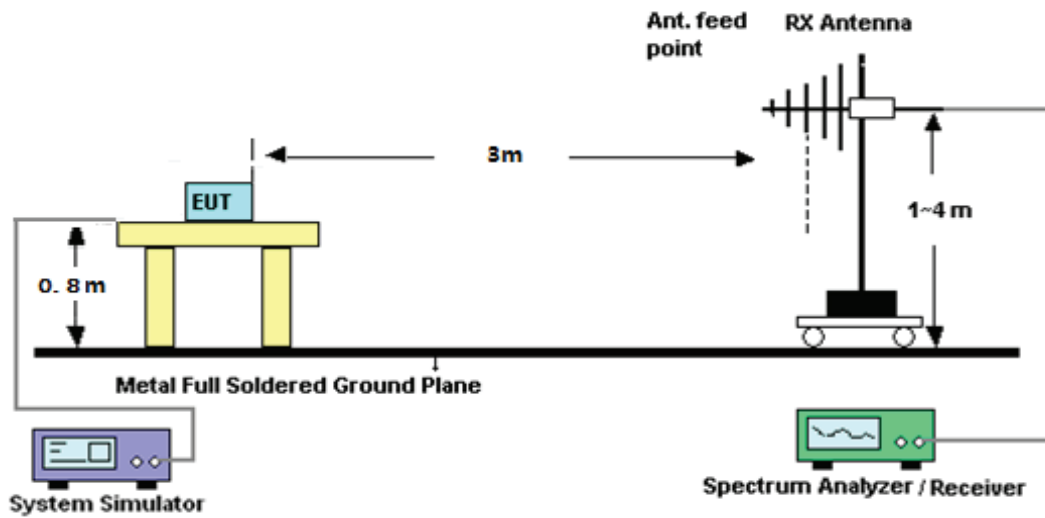 Ant. feed
point
RX Antenna
3m
EUT
1~4 m
0. 8 m
Metal Full Soldered Ground Plane
System Simulator
Spectrum Analyzer / Receiver